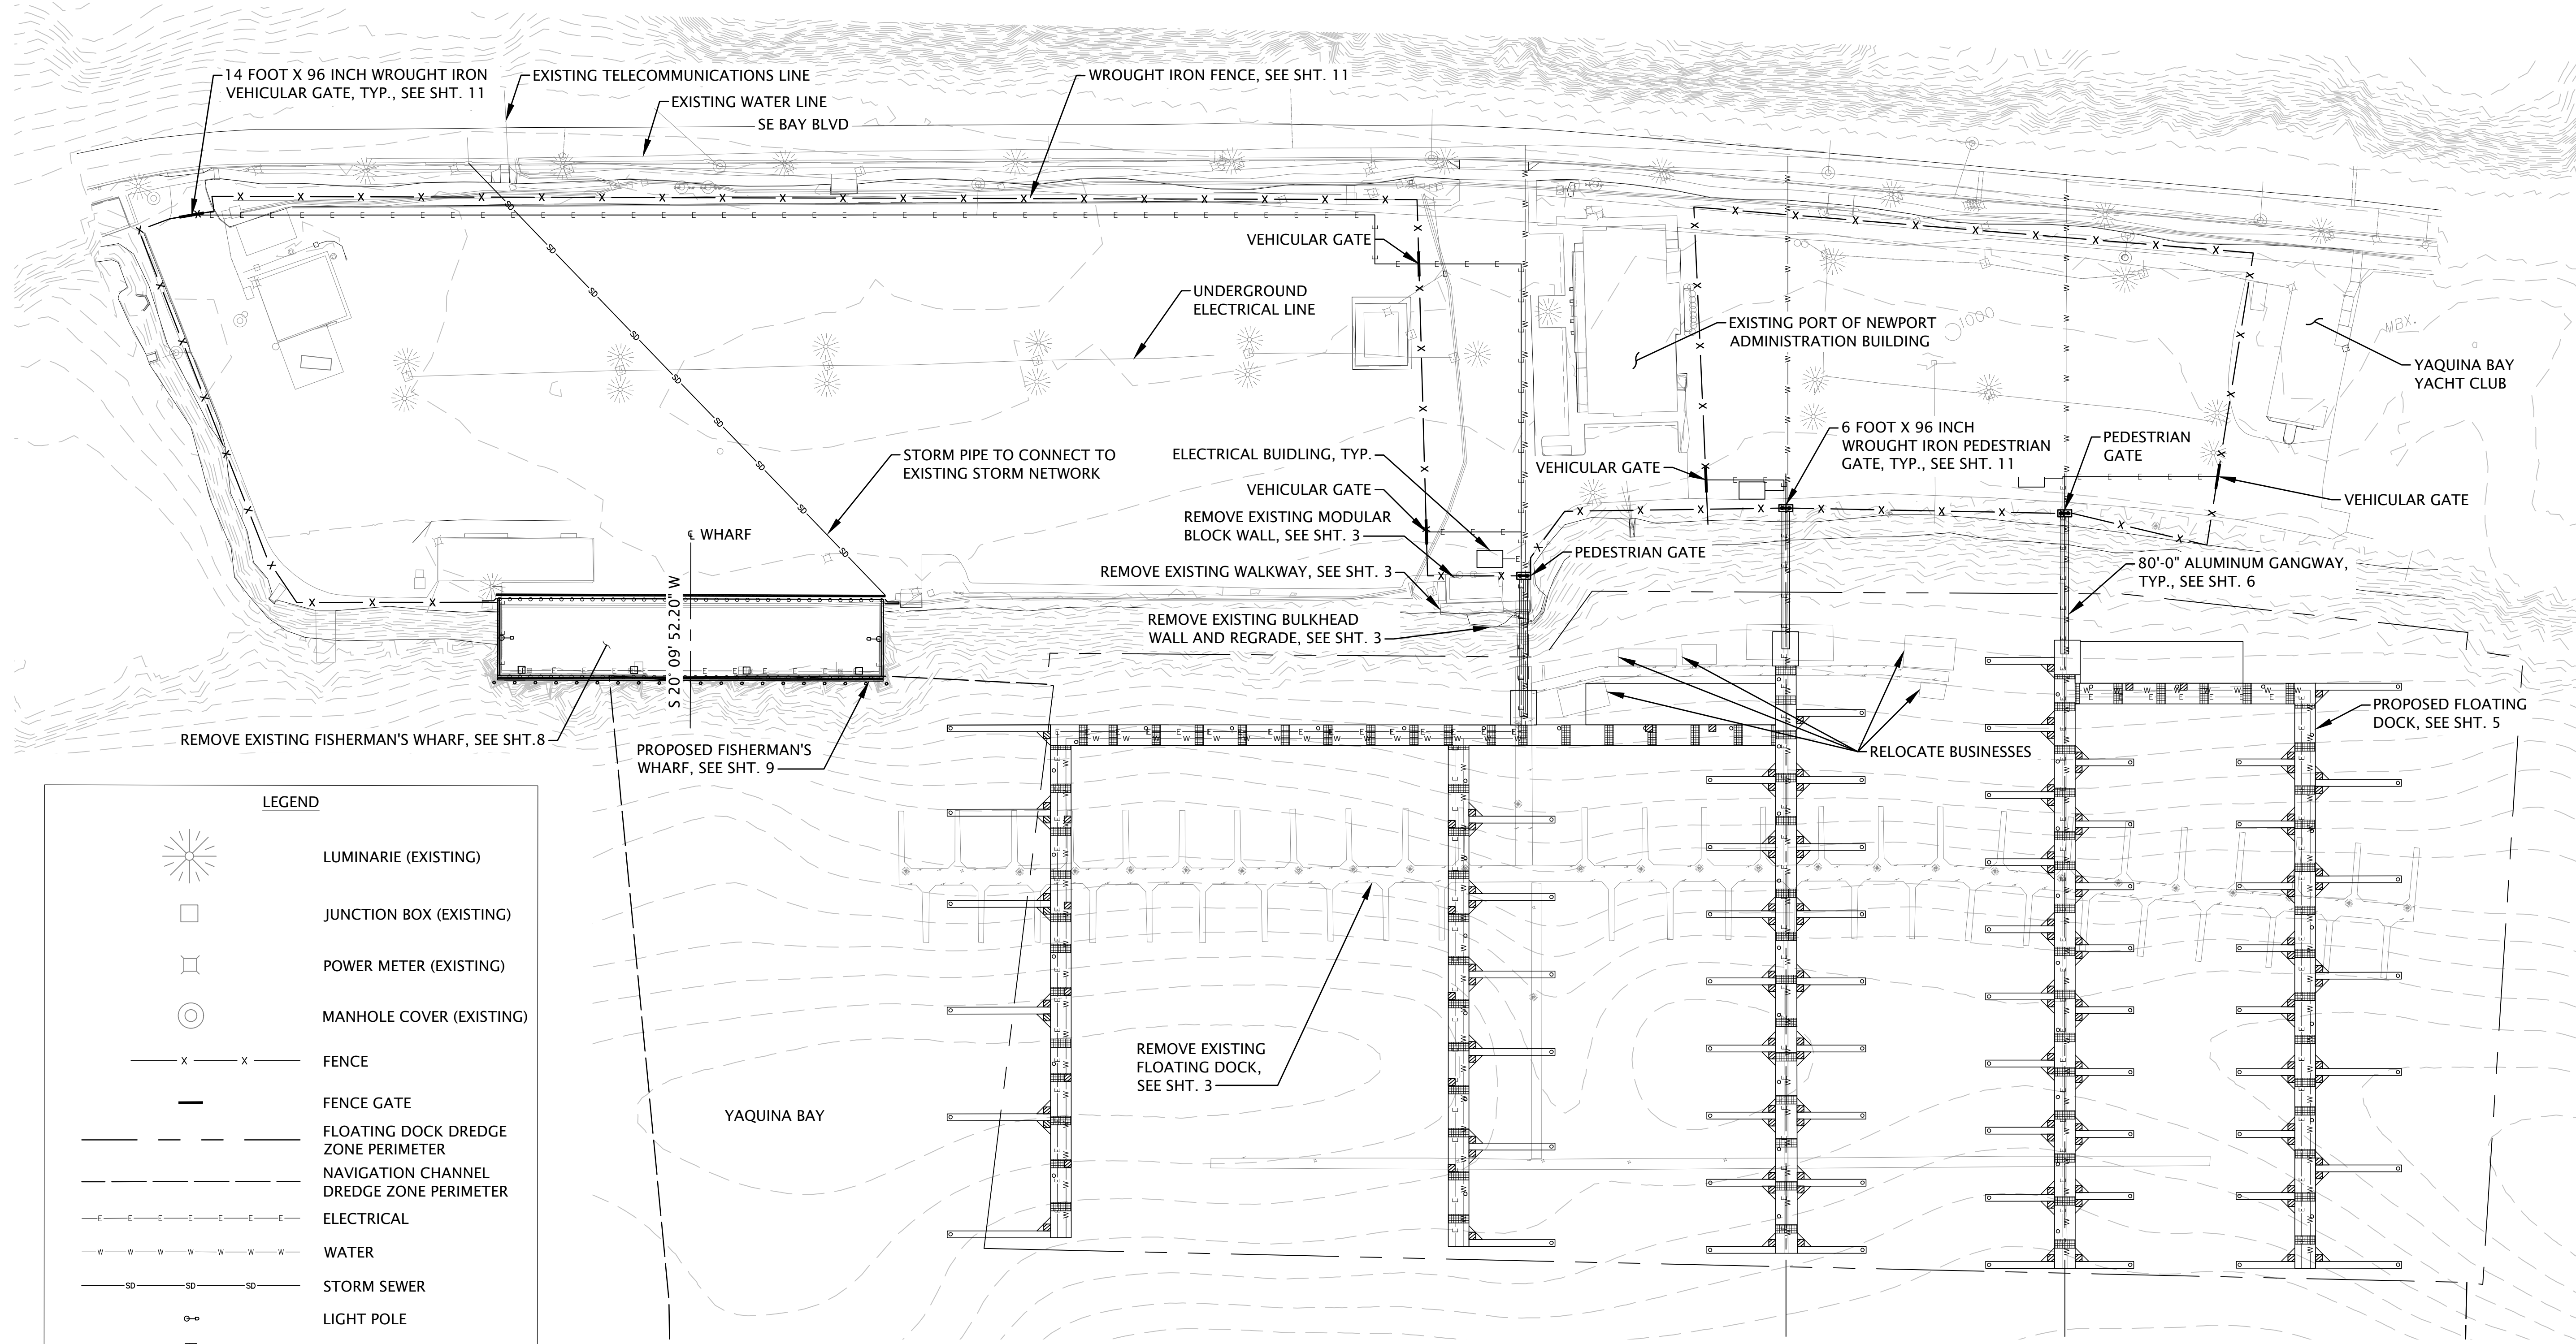 14 FOOT X 96 INCH WROUGHT IRON
VEHICULAR GATE, TYP., SEE SHT. 11
EXISTING TELECOMMUNICATIONS LINE
EXISTING WATER LINE
SE BAY BLVD
WROUGHT IRON FENCE, SEE SHT. 11
VEHICULAR GATE
UNDERGROUND
ELECTRICAL LINE
EXISTING PORT OF NEWPORT
ADMINISTRATION BUILDING
MBX.
YAQUINA BAY
YACHT CLUB
STORM PIPE TO CONNECT TO
EXISTING STORM NETWORK
ELECTRICAL BUIDLING, TYP.
VEHICULAR GATE
REMOVE EXISTING MODULAR
BLOCK WALL, SEE SHT. 3
REMOVE EXISTING WALKWAY, SEE SHT. 3
REMOVE EXISTING BULKHEAD
WALL AND REGRADE, SEE SHT. 3
VEHICULAR GATE
6 FOOT X 96 INCH
WROUGHT IRON PEDESTRIAN
GATE, TYP., SEE SHT. 11
PEDESTRIAN
GATE
VEHICULAR GATE
PEDESTRIAN GATE
80'-0" ALUMINUM GANGWAY,
TYP., SEE SHT. 6
℄ WHARF
S 20° 09' 52.20" W
REMOVE EXISTING FISHERMAN'S WHARF, SEE SHT.8
PROPOSED FISHERMAN'S
WHARF, SEE SHT. 9
RELOCATE BUSINESSES
PROPOSED FLOATING
DOCK, SEE SHT. 5
REMOVE EXISTING
FLOATING DOCK,
SEE SHT. 3
YAQUINA BAY
LEGEND
LUMINARIE (EXISTING)
JUNCTION BOX (EXISTING)
POWER METER (EXISTING)
MANHOLE COVER (EXISTING)
X X FENCE
FENCE GATE
FLOATING DOCK DREDGE
ZONE PERIMETER
NAVIGATION CHANNEL
DREDGE ZONE PERIMETER
E E E E E E E ELECTRICAL
W W W W W W W WATER
SD SD SD STORM SEWER
LIGHT POLE